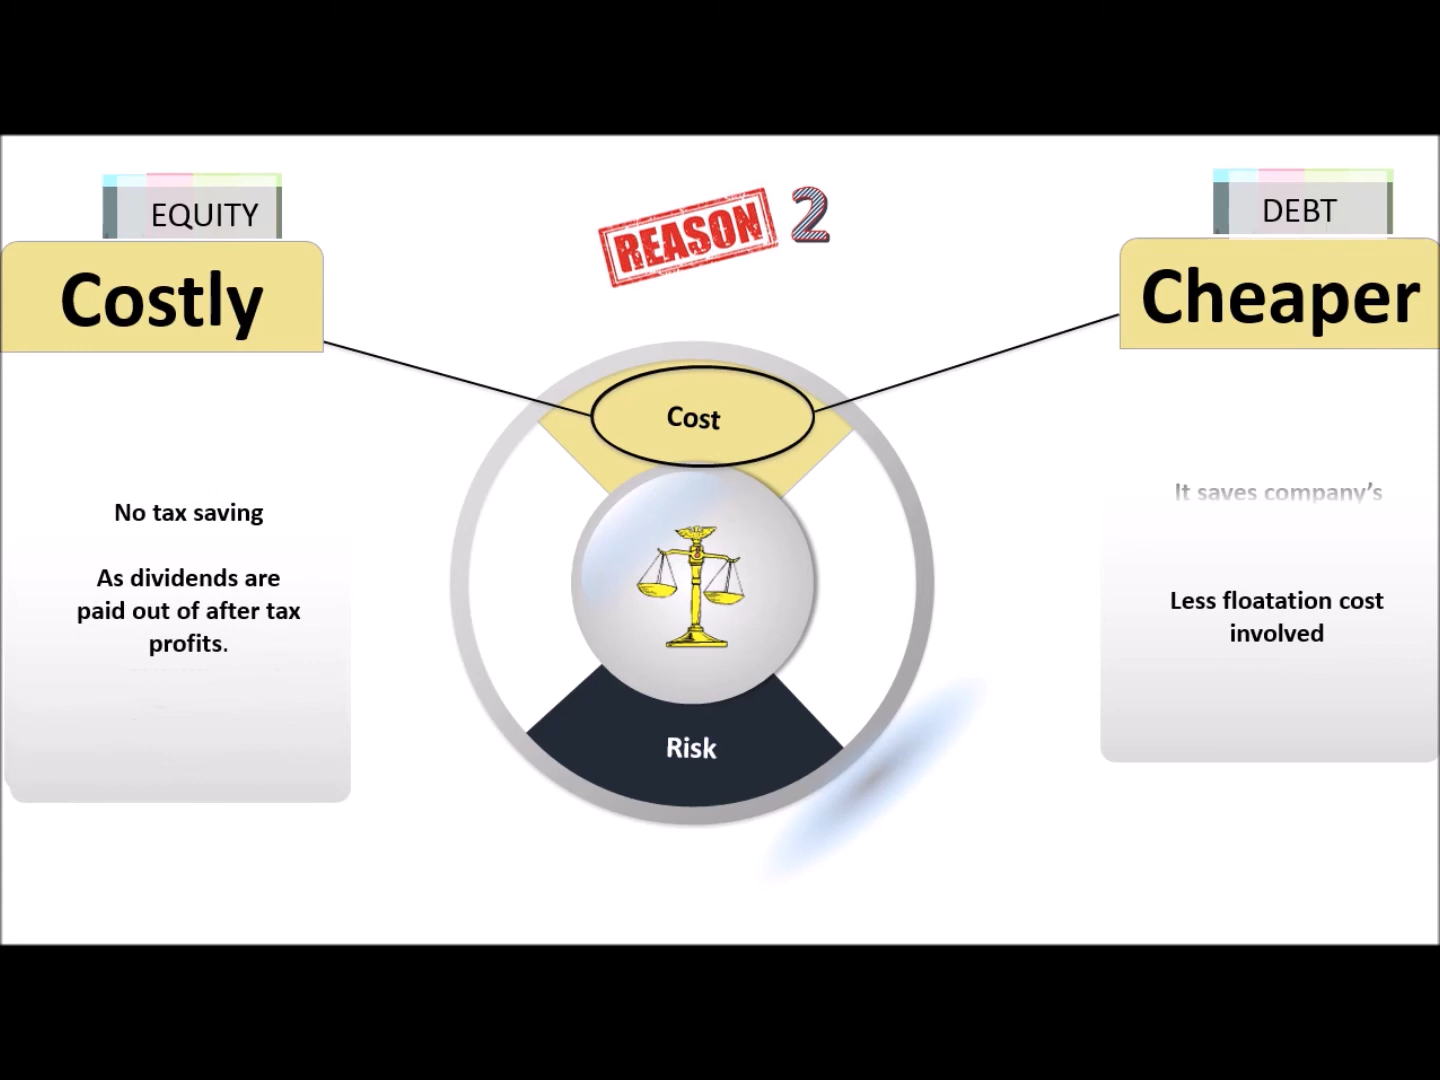 EQUITY
Costly
REASON 2
DEBT
Cheaper
Cost
No tax saving
As dividends are
paid out of after tax
profits.
It saves company’s
Less floatation cost
involved
Risk